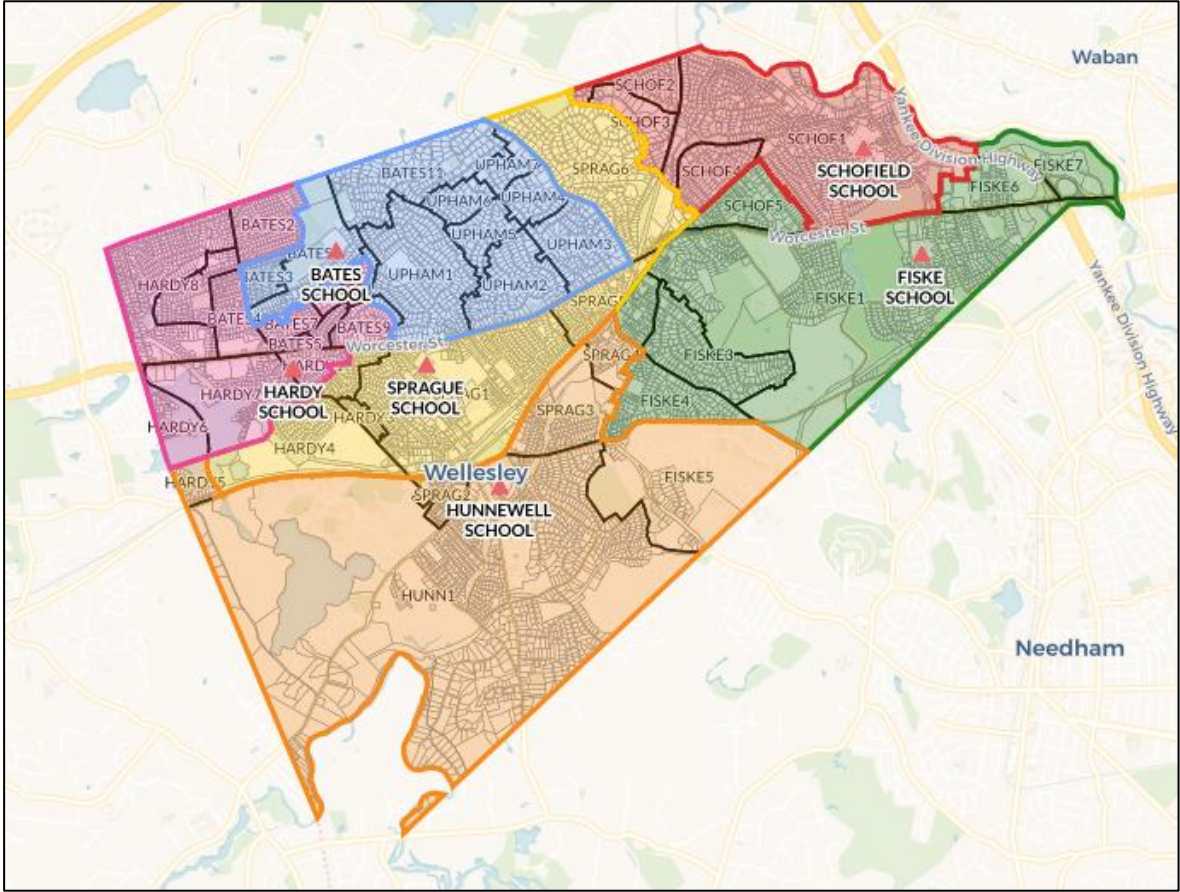 Waban
SCHOF2
SCHOF3
SCHOF1
Yankee Division Highway
SPRAG6
SCHOFIELD
SCHOOL
FISKE7
FISKE6
UPHAM7
BATES11
UPHAM6
UPHAM4
SCHOF5
BATES2
UPHAM5
UPHAM3
Worcester St
BATES
SCHOOL
UPHAM1
UPHAM2
FISKE
SCHOOL
HARDY8
FISKE1
SPRAG5
Yankee Division Highway
BATES9
BATES5
Worcester St
FISKE3
HARDY
SCHOOL
SPRAGUE
SCHOOL
SPRAG3
FISKE4
HARDY6
HARDY4
Wellesley
FISKE5
SPRAG2
HUNNEWELL
SCHOOL
HUNN1
Needham